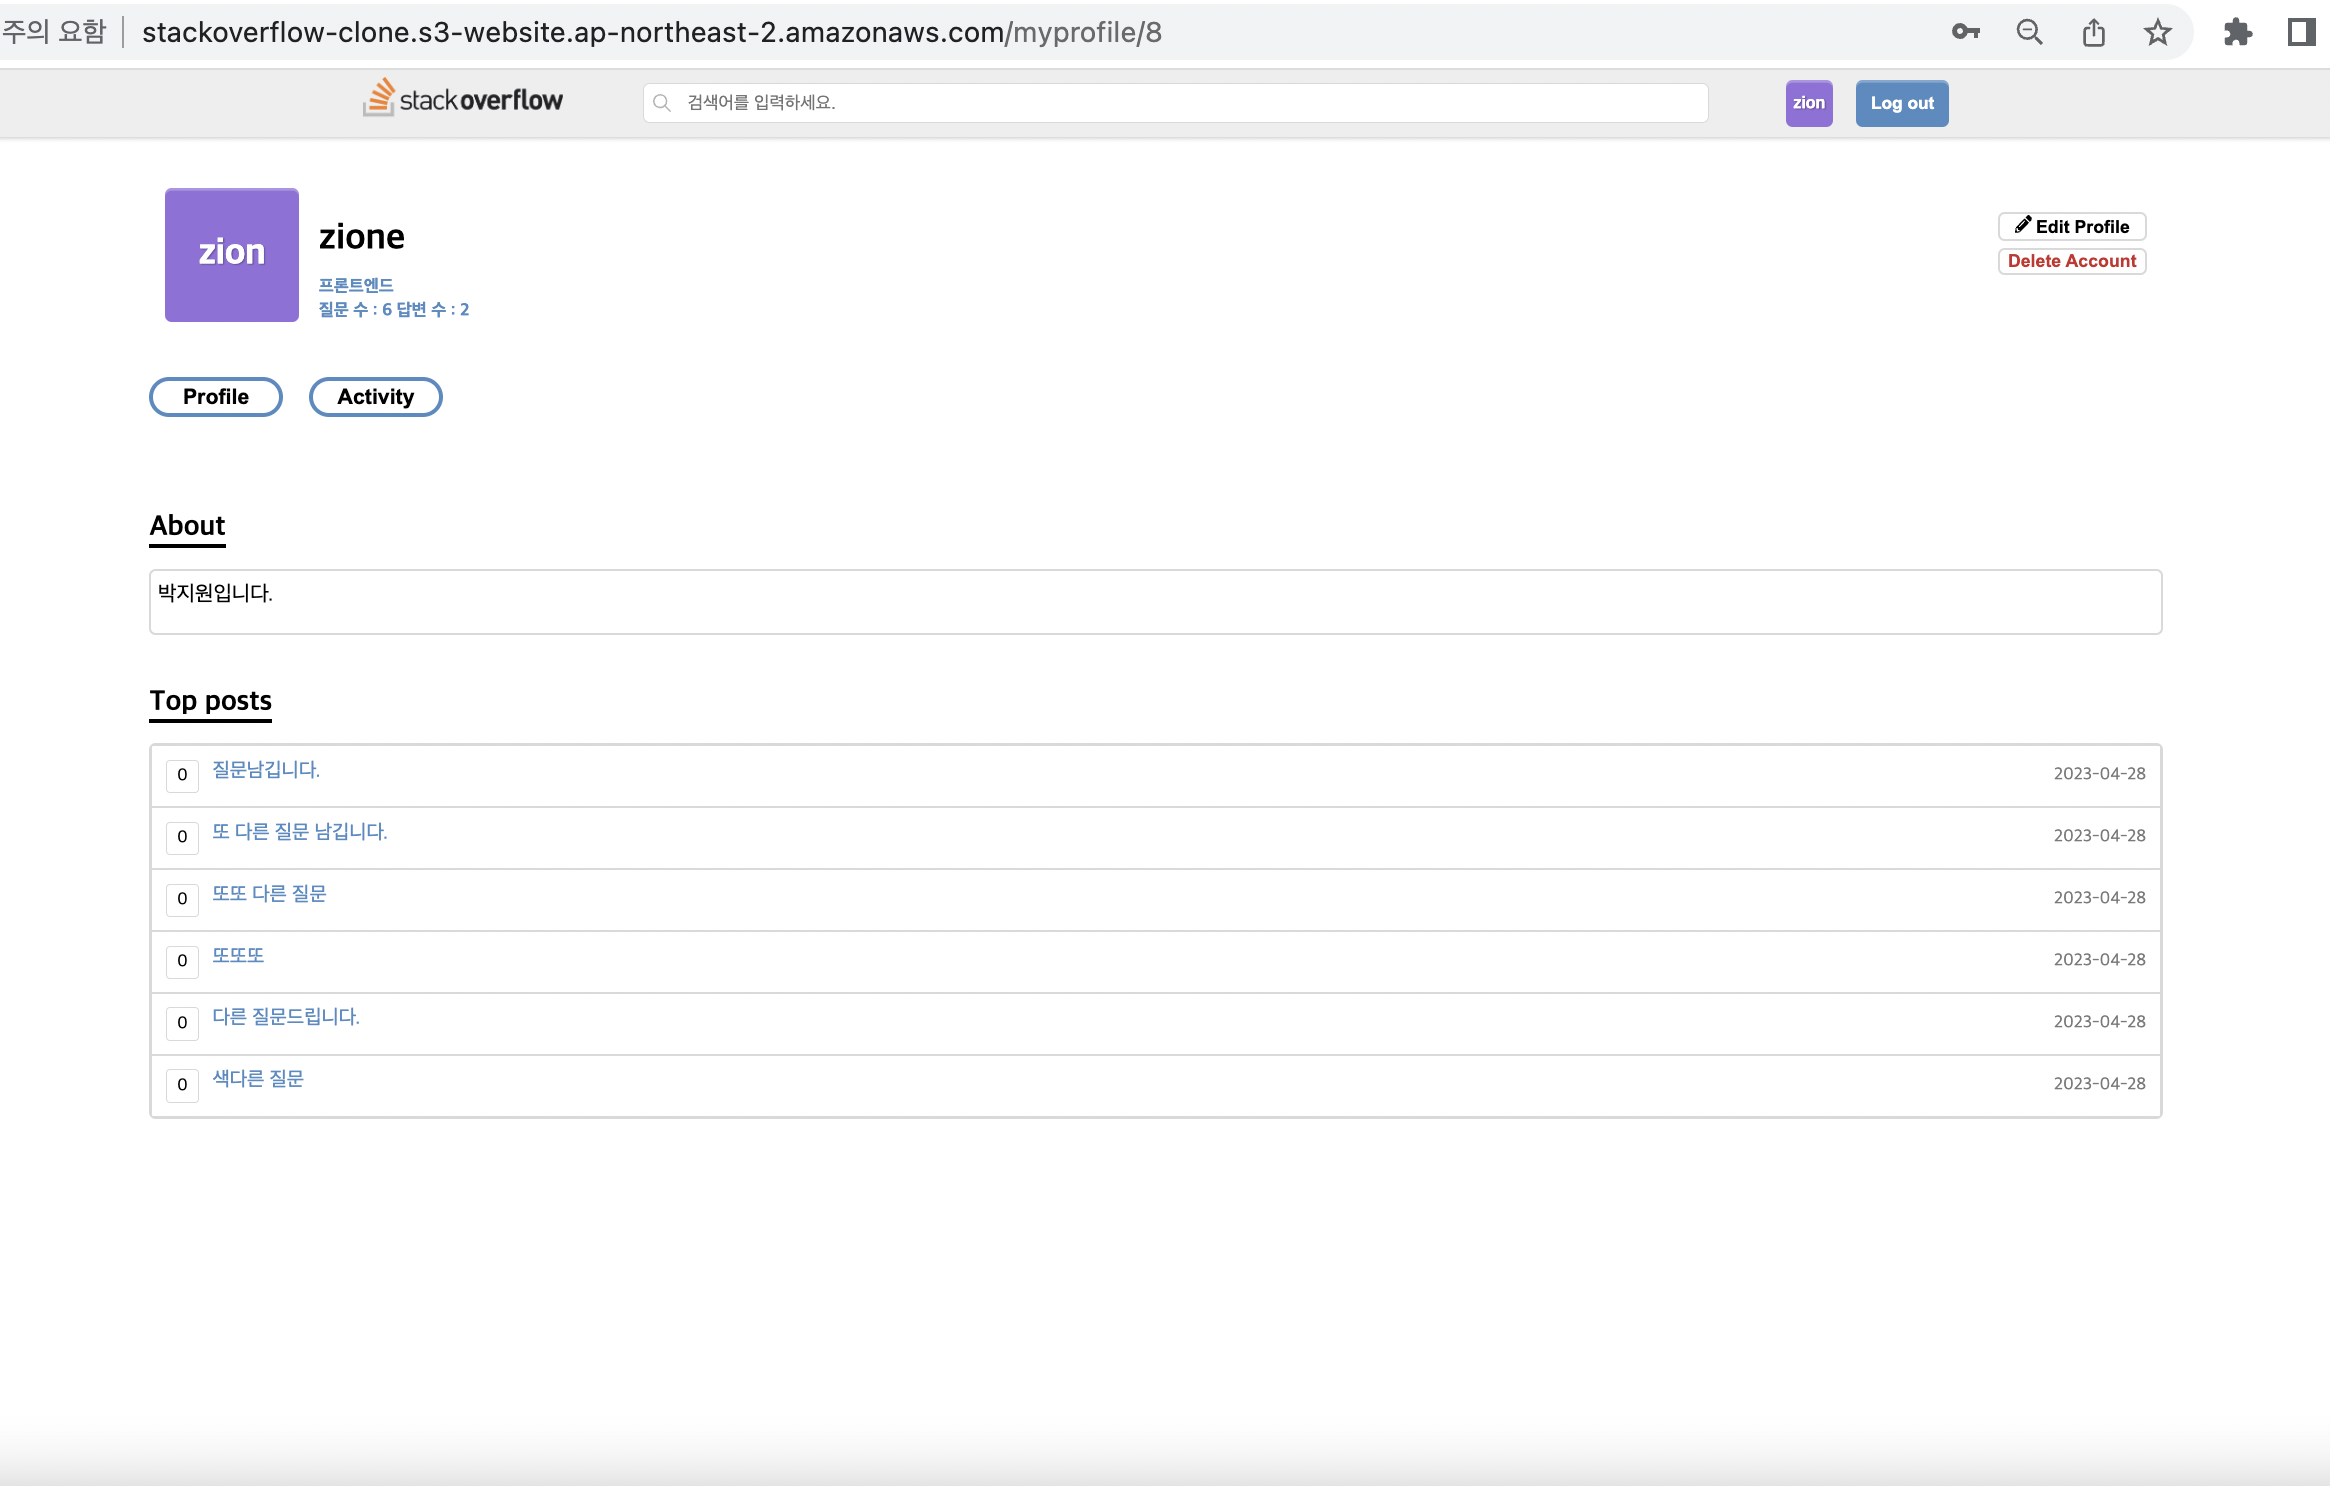 주의 요함 stackoverflow-clone.s3-website.ap-northeast-2.amazonaws.com/myprofile/8
stackoverflow 검색어를 입력하세요. zion Log out
zion
zione
프론트엔드
질문 수 : 6 답변 수 : 2
Edit Profile
Delete Account
Profile Activity
About
박지원입니다.
Top posts
0 질문남깁니다. 2023-04-28
0 또 다른 질문 남깁니다. 2023-04-28
0 또또 다른 질문 2023-04-28
0 또또또 2023-04-28
0 다른 질문드립니다. 2023-04-28
0 색다른 질문 2023-04-28